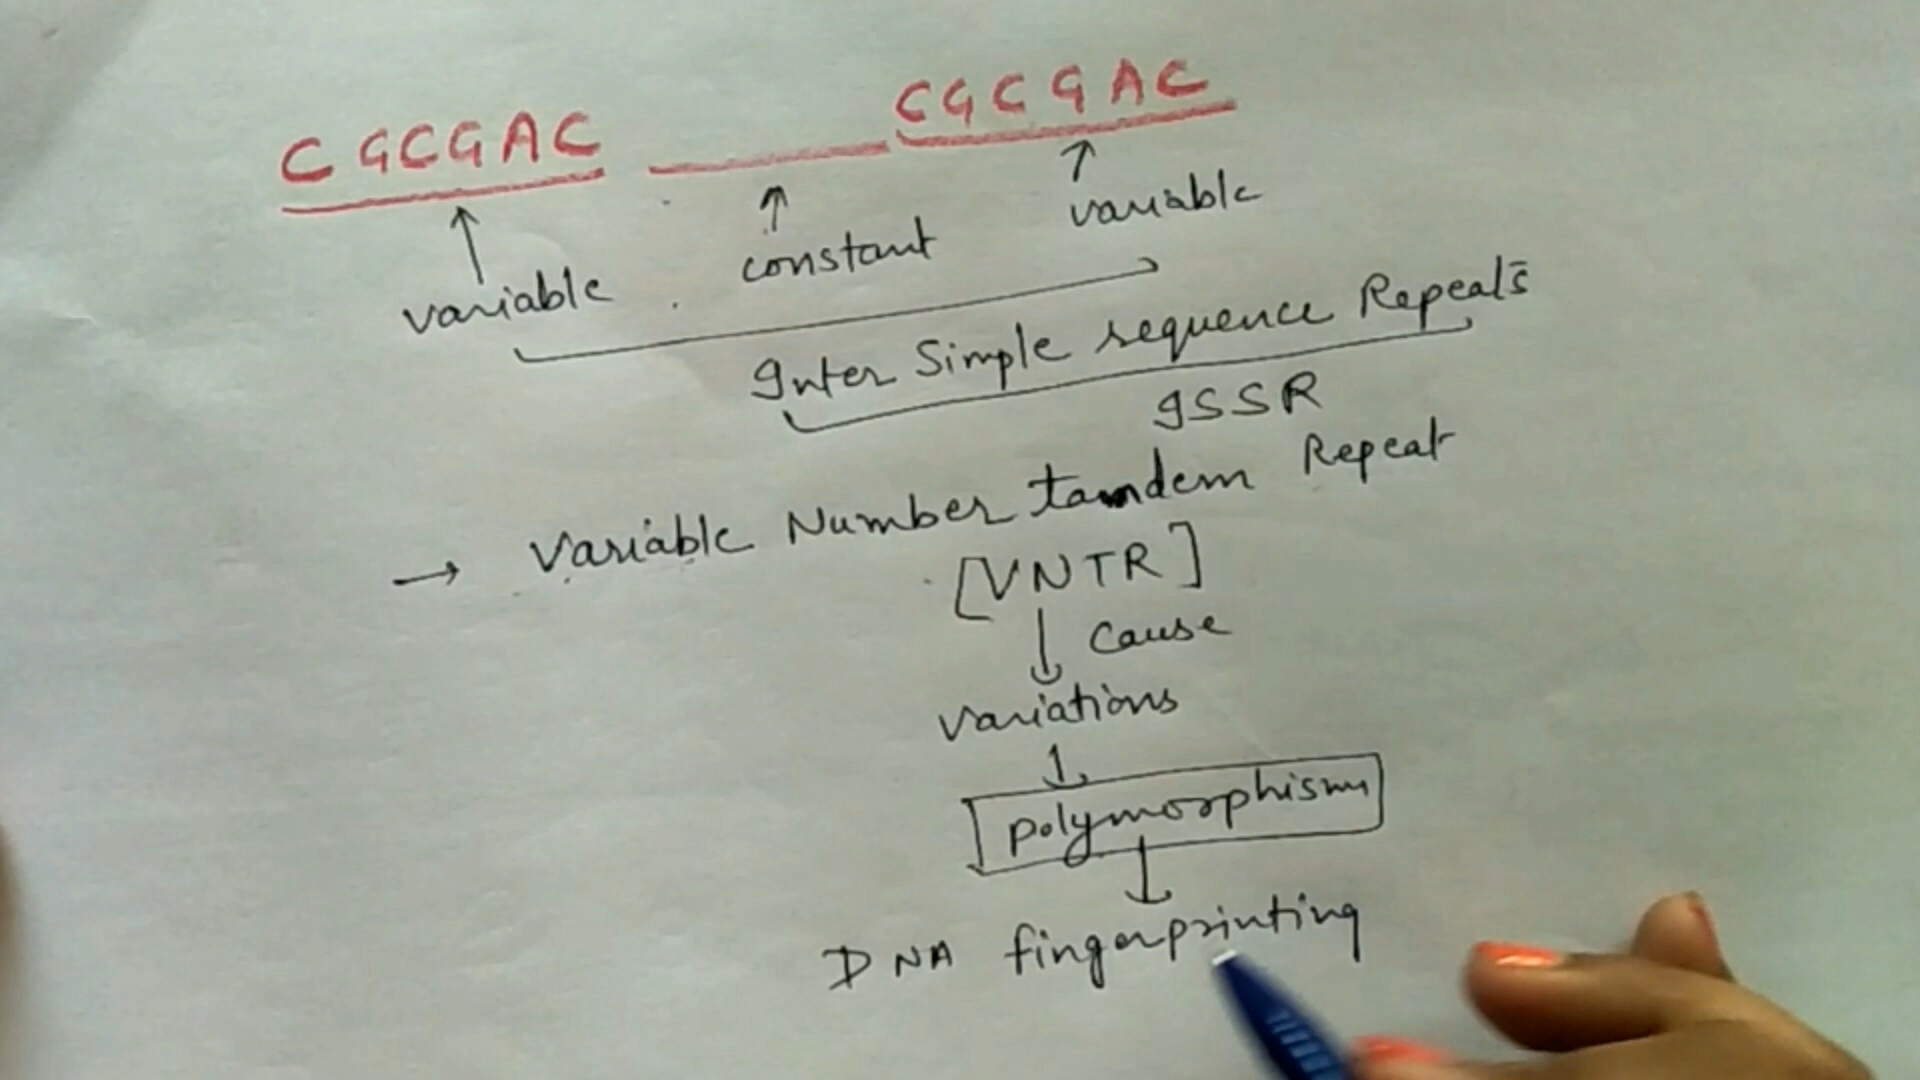 CGCGAC CGCGAC
variable constant variable
Inter Simple sequence Repeats
ISSR
→ Variable Number tandem Repeat
[VNTR]
↓ cause
variations
↓
polymorphism
↓
DNA fingerprinting